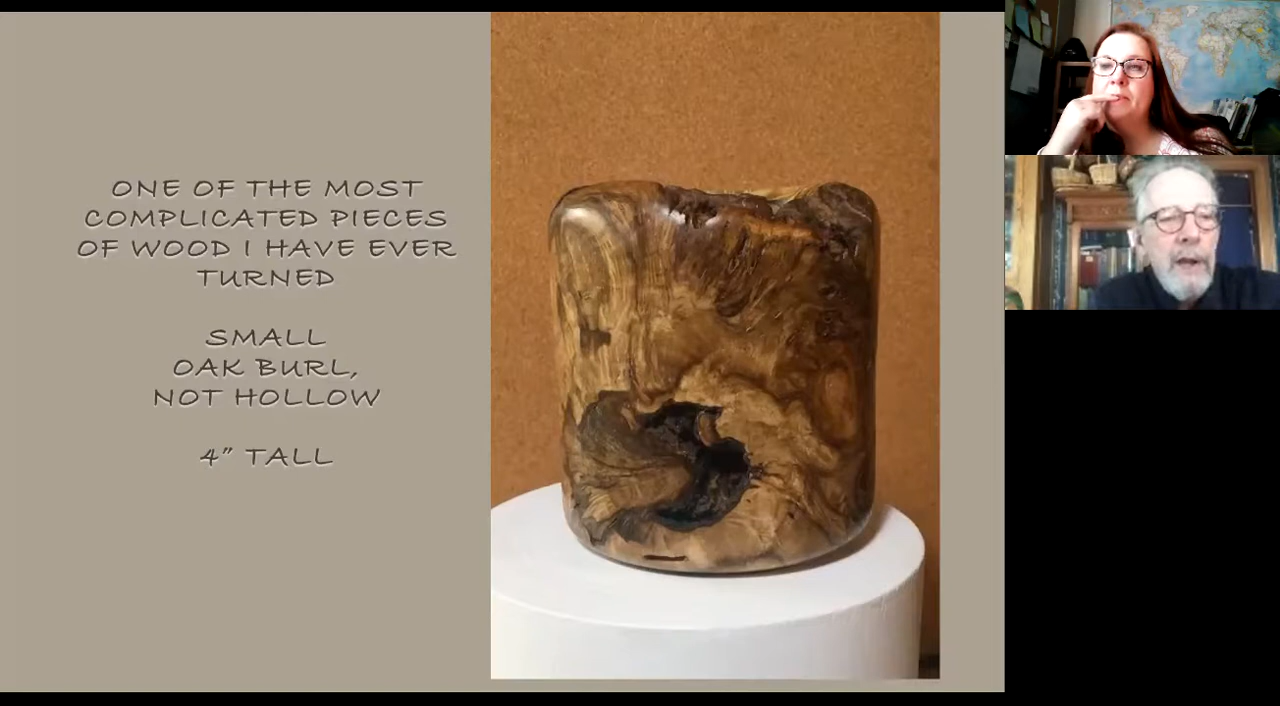 ONE OF THE MOST
COMPLICATED PIECES
OF WOOD I HAVE EVER
TURNED
SMALL
OAK BURL,
NOT HOLLOW
4” TALL